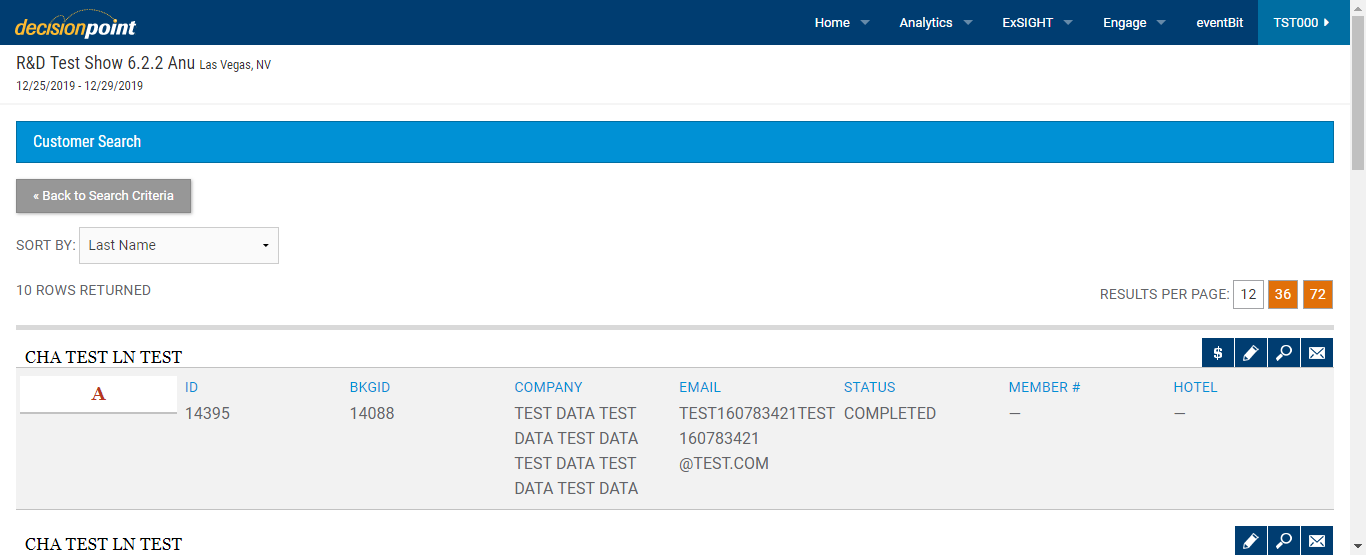 decisionpoint
Home Analytics ExSIGHT Engage eventBit TST000
R&D Test Show 6.2.2 Anu Las Vegas, NV
12/25/2019 - 12/29/2019
Customer Search
« Back to Search Criteria
SORT BY: Last Name
10 ROWS RETURNED
RESULTS PER PAGE: 12 36 72
CHA TEST LN TEST
$
A
ID BKGID COMPANY EMAIL STATUS MEMBER # HOTEL
14395 14088 TEST DATA TEST TEST160783421TEST COMPLETED — —
DATA TEST DATA 160783421
TEST DATA TEST @TEST.COM
DATA TEST DATA
CHA TEST LN TEST